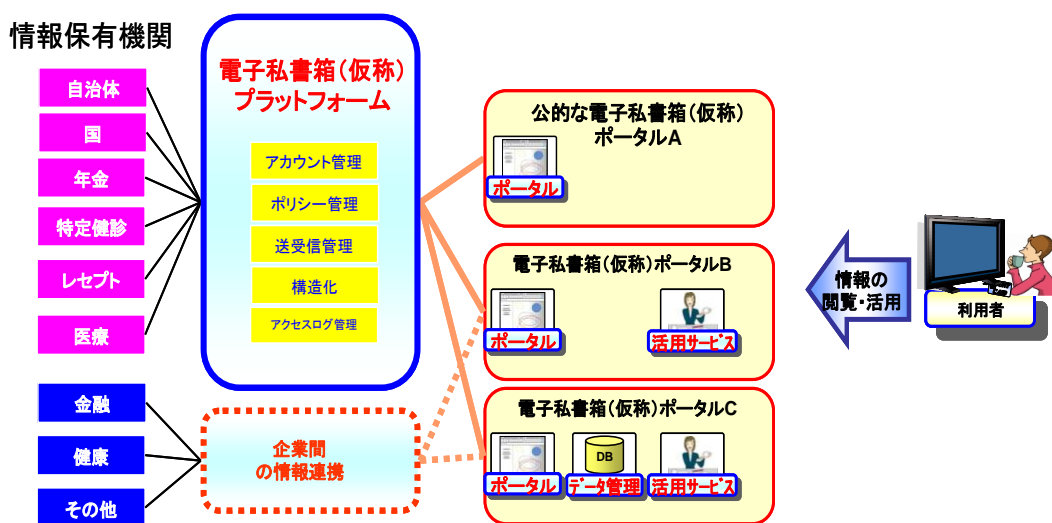 情報保有機関
自治体
国
年金
特定健診
レセプト
医療
金融
健康
その他
電子私書箱(仮称)
プラットフォーム
アカウント管理
ポリシー管理
送受信管理
構造化
アクセスログ管理
企業間
の情報連携
公的な電子私書箱(仮称)
ポータルA
ポータル
電子私書箱(仮称)ポータルB
ポータル
活用サービス
電子私書箱(仮称)ポータルC
ポータル
DB
データ管理
活用サービス
情報の
閲覧・活用
利用者